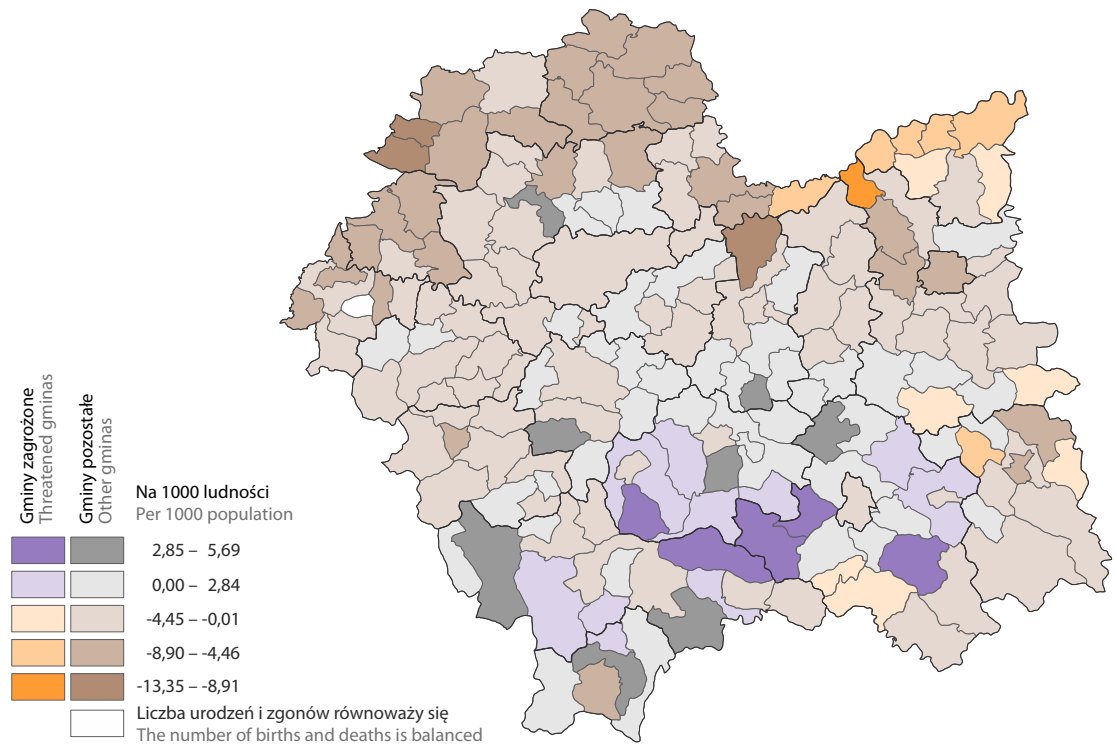 Gminy zagrożone
Threatened gminas
Gminy pozostałe
Other gminas
Na 1000 ludności
Per 1000 population
2,85 – 5,69
0,00 – 2,84
-4,45 – -0,01
-8,90 – -4,46
-13,35 – -8,91
Liczba urodzeń i zgonów równoważy się
The number of births and deaths is balanced